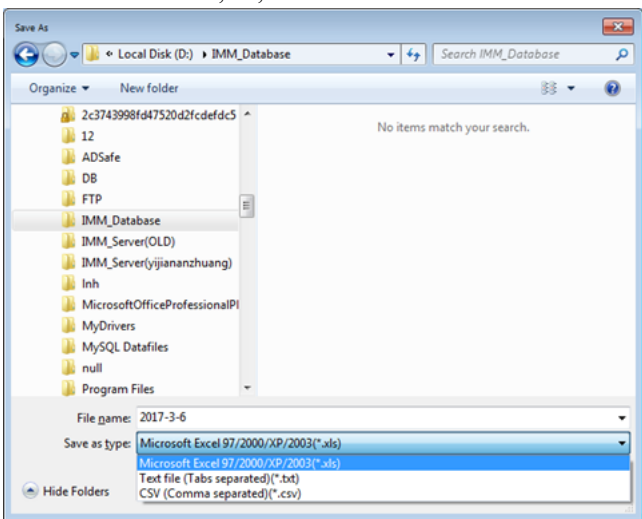 Save As
Local Disk (D:) IMM_Database
Search IMM_Database
Organize New folder
2c3743998fd47520d2fcdefdc5
12
ADSafe
DB
FTP
IMM_Database
IMM_Server(OLD)
IMM_Server(yijiananzhuang)
lnh
MicrosoftOfficeProfessionalPl
MyDrivers
MySQL Datafiles
null
Program Files
No items match your search.
File name: 2017-3-6
Save as type: Microsoft Excel 97/2000/XP/2003(*.xls)
Microsoft Excel 97/2000/XP/2003(*.xls)
Text file (Tabs separated)(*.txt)
CSV (Comma separated)(*.csv)
Hide Folders